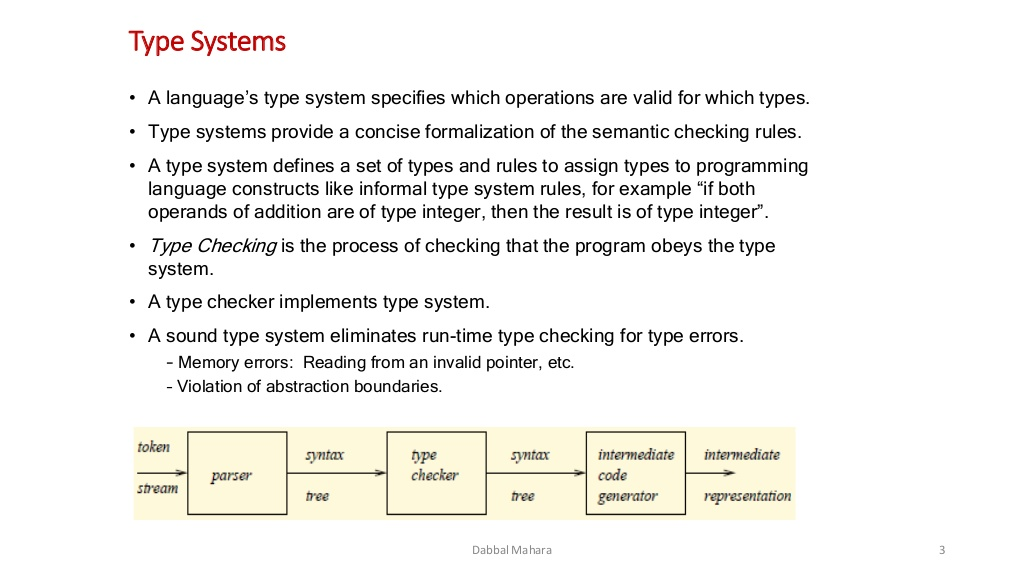 Type Systems
• A language’s type system specifies which operations are valid for which types.
• Type systems provide a concise formalization of the semantic checking rules.
• A type system defines a set of types and rules to assign types to programming
language constructs like informal type system rules, for example “if both
operands of addition are of type integer, then the result is of type integer”.
• Type Checking is the process of checking that the program obeys the type
system.
• A type checker implements type system.
• A sound type system eliminates run-time type checking for type errors.
– Memory errors: Reading from an invalid pointer, etc.
– Violation of abstraction boundaries.
token
stream
parser
syntax
tree
type
checker
syntax
tree
intermediate
code
generator
intermediate
representation
Dabbal Mahara
3